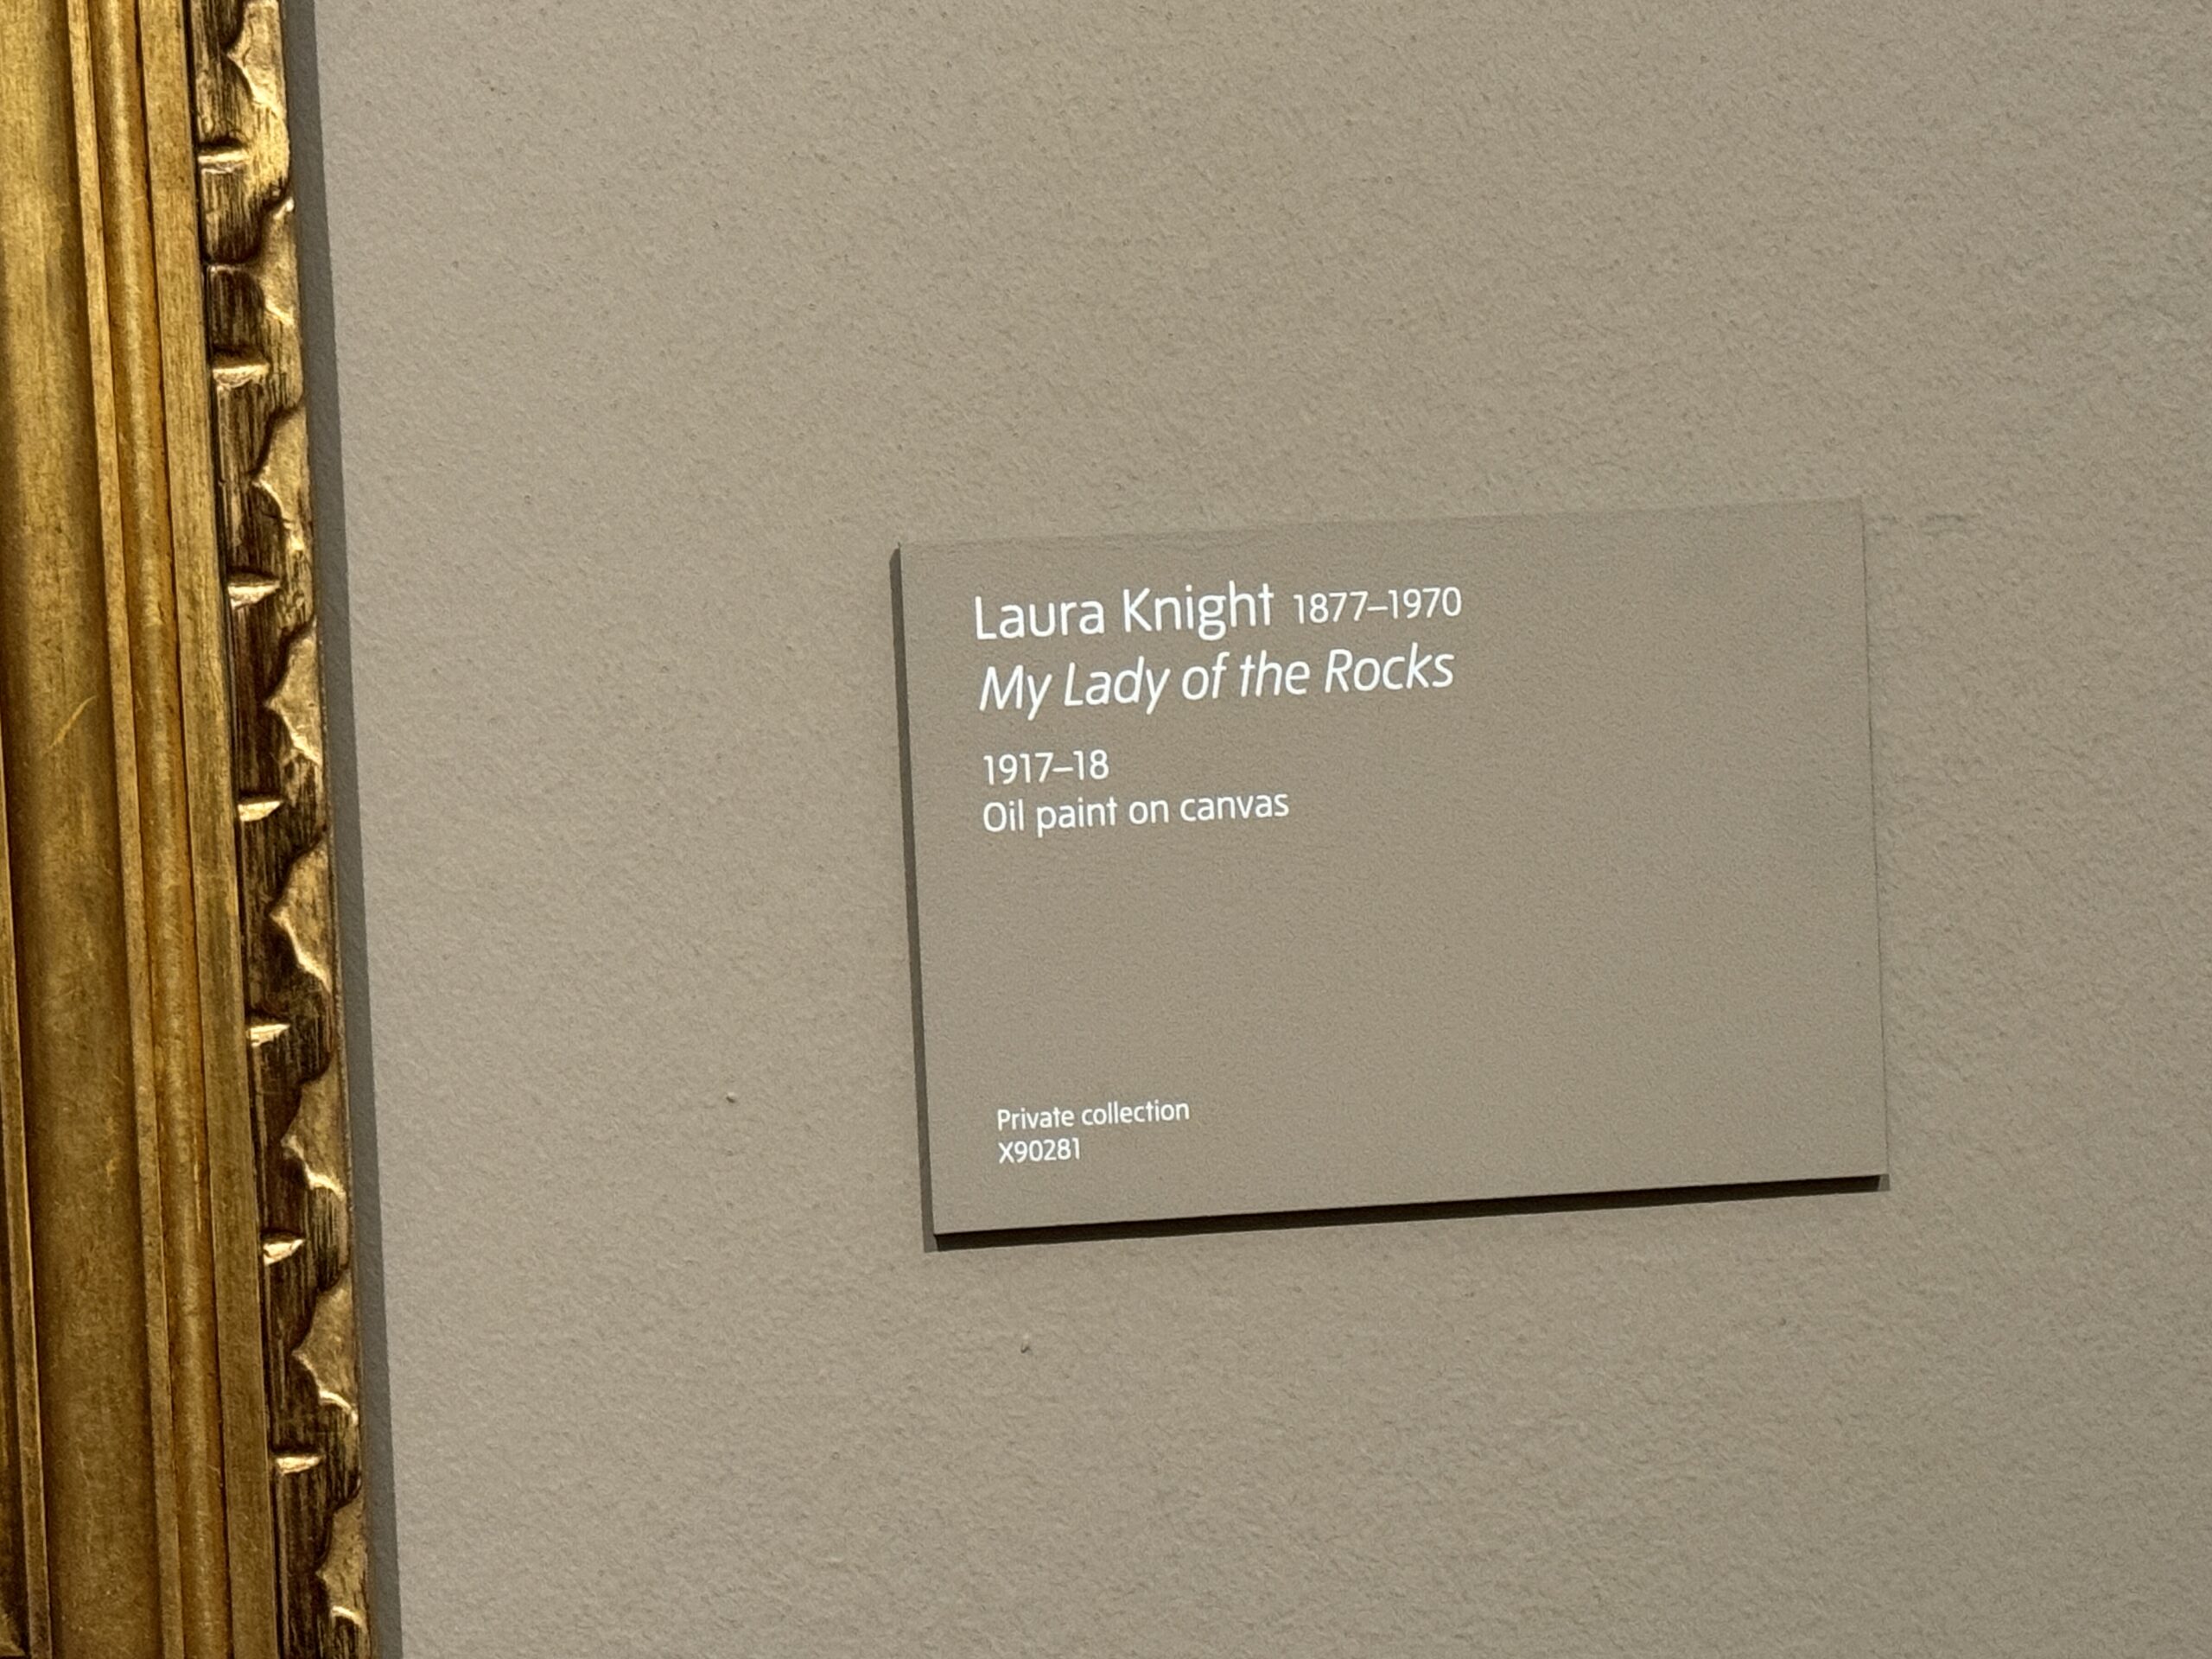 Laura Knight 1877–1970
My Lady of the Rocks
1917–18
Oil paint on canvas
Private collection
X90281